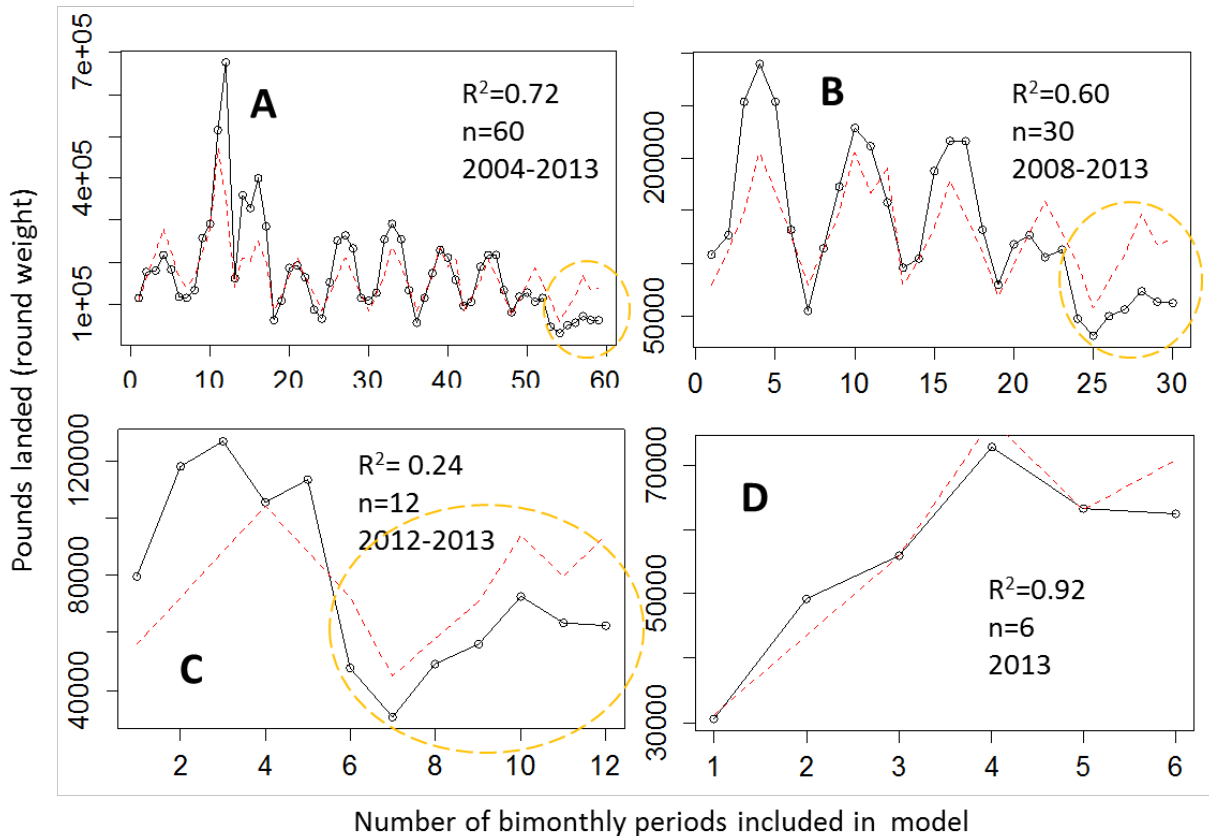 Pounds landed (round weight)
7e+05
4e+05
1e+05
A
R²=0.72
n=60
2004-2013
0 10 20 30 40 50 60
200000
50000
B
R²=0.60
n=30
2008-2013
0 5 10 15 20 25 30
120000
80000
40000
R²= 0.24
n=12
2012-2013
C
2 4 6 8 10 12
70000
50000
30000
D
R²=0.92
n=6
2013
1 2 3 4 5 6
Number of bimonthly periods included in model